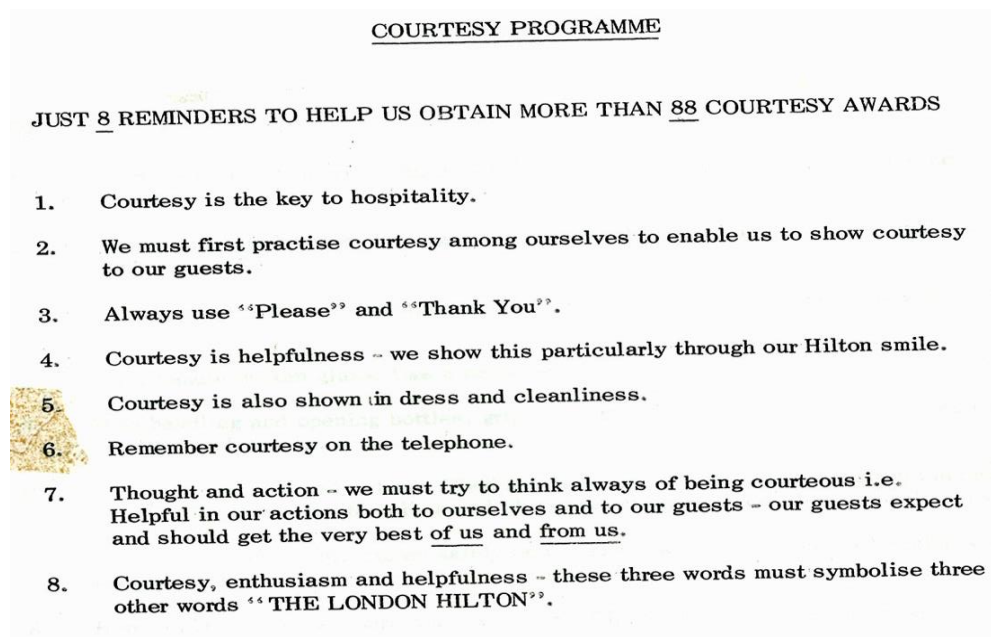 COURTESY PROGRAMME
JUST 8 REMINDERS TO HELP US OBTAIN MORE THAN 88 COURTESY AWARDS
1. Courtesy is the key to hospitality.
2. We must first practise courtesy among ourselves to enable us to show courtesy
to our guests.
3. Always use "Please" and "Thank You".
4. Courtesy is helpfulness - we show this particularly through our Hilton smile.
5. Courtesy is also shown in dress and cleanliness.
6. Remember courtesy on the telephone.
7. Thought and action - we must try to think always of being courteous i.e.
Helpful in our actions both to ourselves and to our guests - our guests expect
and should get the very best of us and from us.
8. Courtesy, enthusiasm and helpfulness - these three words must symbolise three
other words "THE LONDON HILTON".